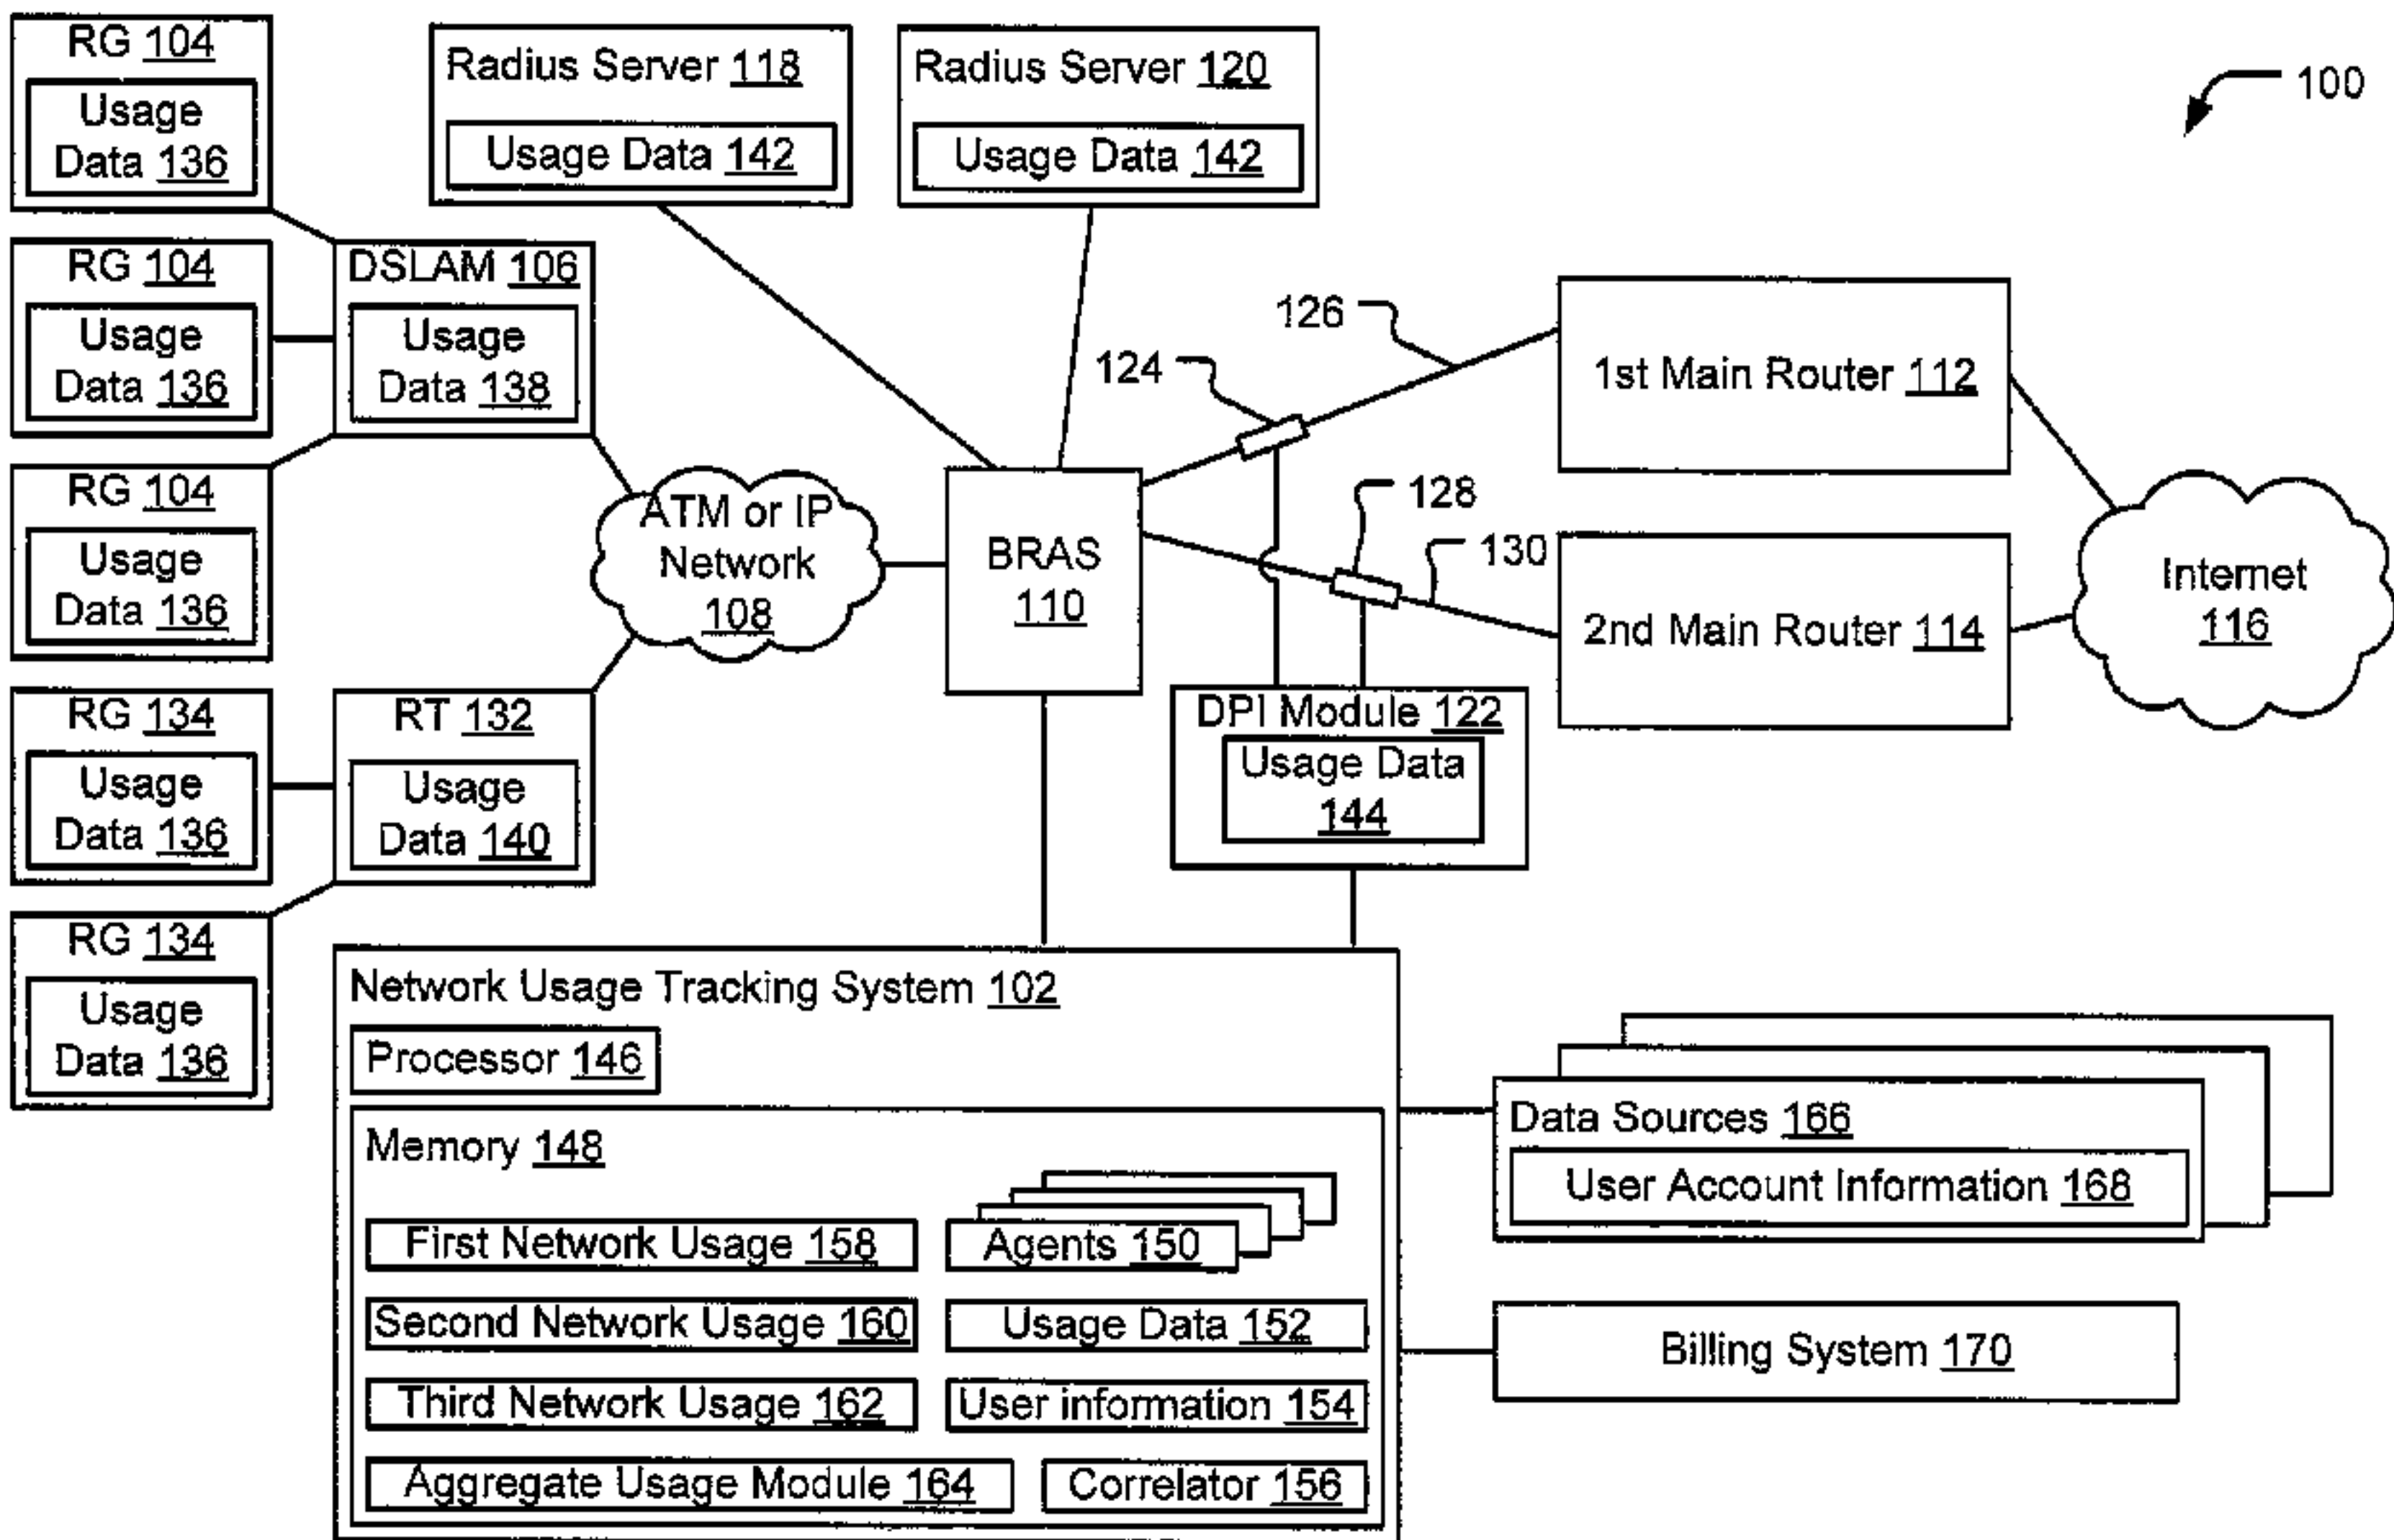 RG 104
Usage
Data 136
Radius Server 118
Usage Data 142
Radius Server 120
Usage Data 142
100
RG 104
Usage
Data 136
DSLAM 106
Usage
Data 138
126
124
1st Main Router 112
RG 104
Usage
Data 136
ATM or IP
Network
108
BRAS
110
128
130
2nd Main Router 114
Internet
116
RG 134
Usage
Data 136
RT 132
Usage
Data 140
DPI Module 122
Usage Data
144
RG 134
Usage
Data 136
Network Usage Tracking System 102
Processor 146
Memory 148
First Network Usage 158
Agents 150
Second Network Usage 160
Usage Data 152
Third Network Usage 162
User information 154
Aggregate Usage Module 164
Correlator 156
Data Sources 166
User Account Information 168
Billing System 170